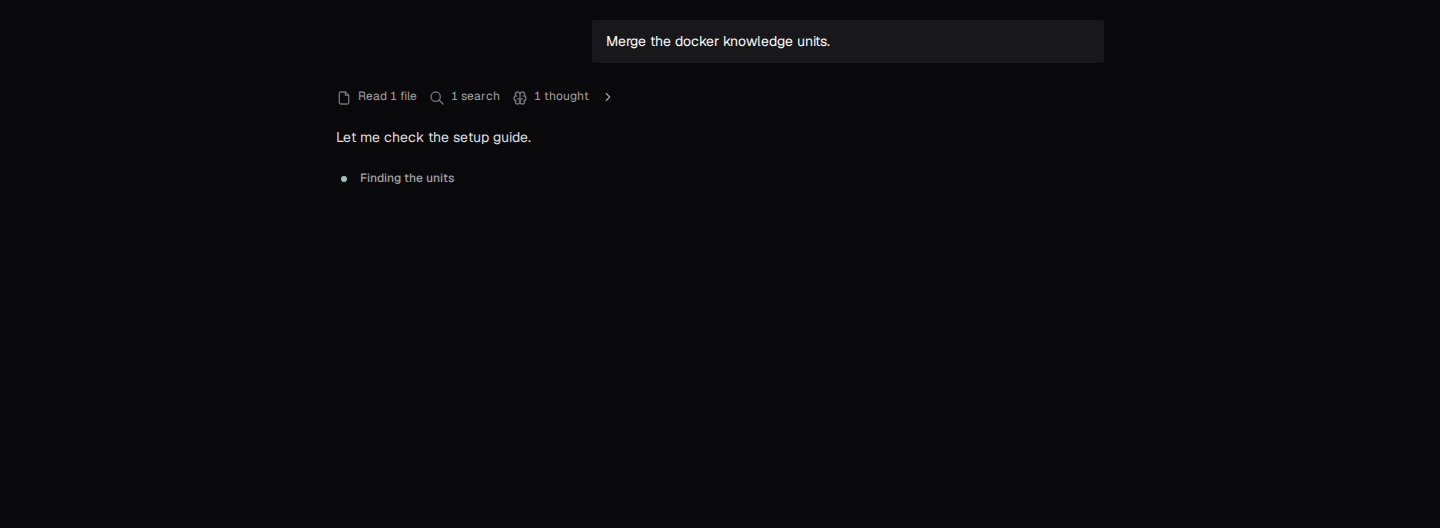 Merge the docker knowledge units.
Read 1 file 1 search 1 thought
Let me check the setup guide.
Finding the units